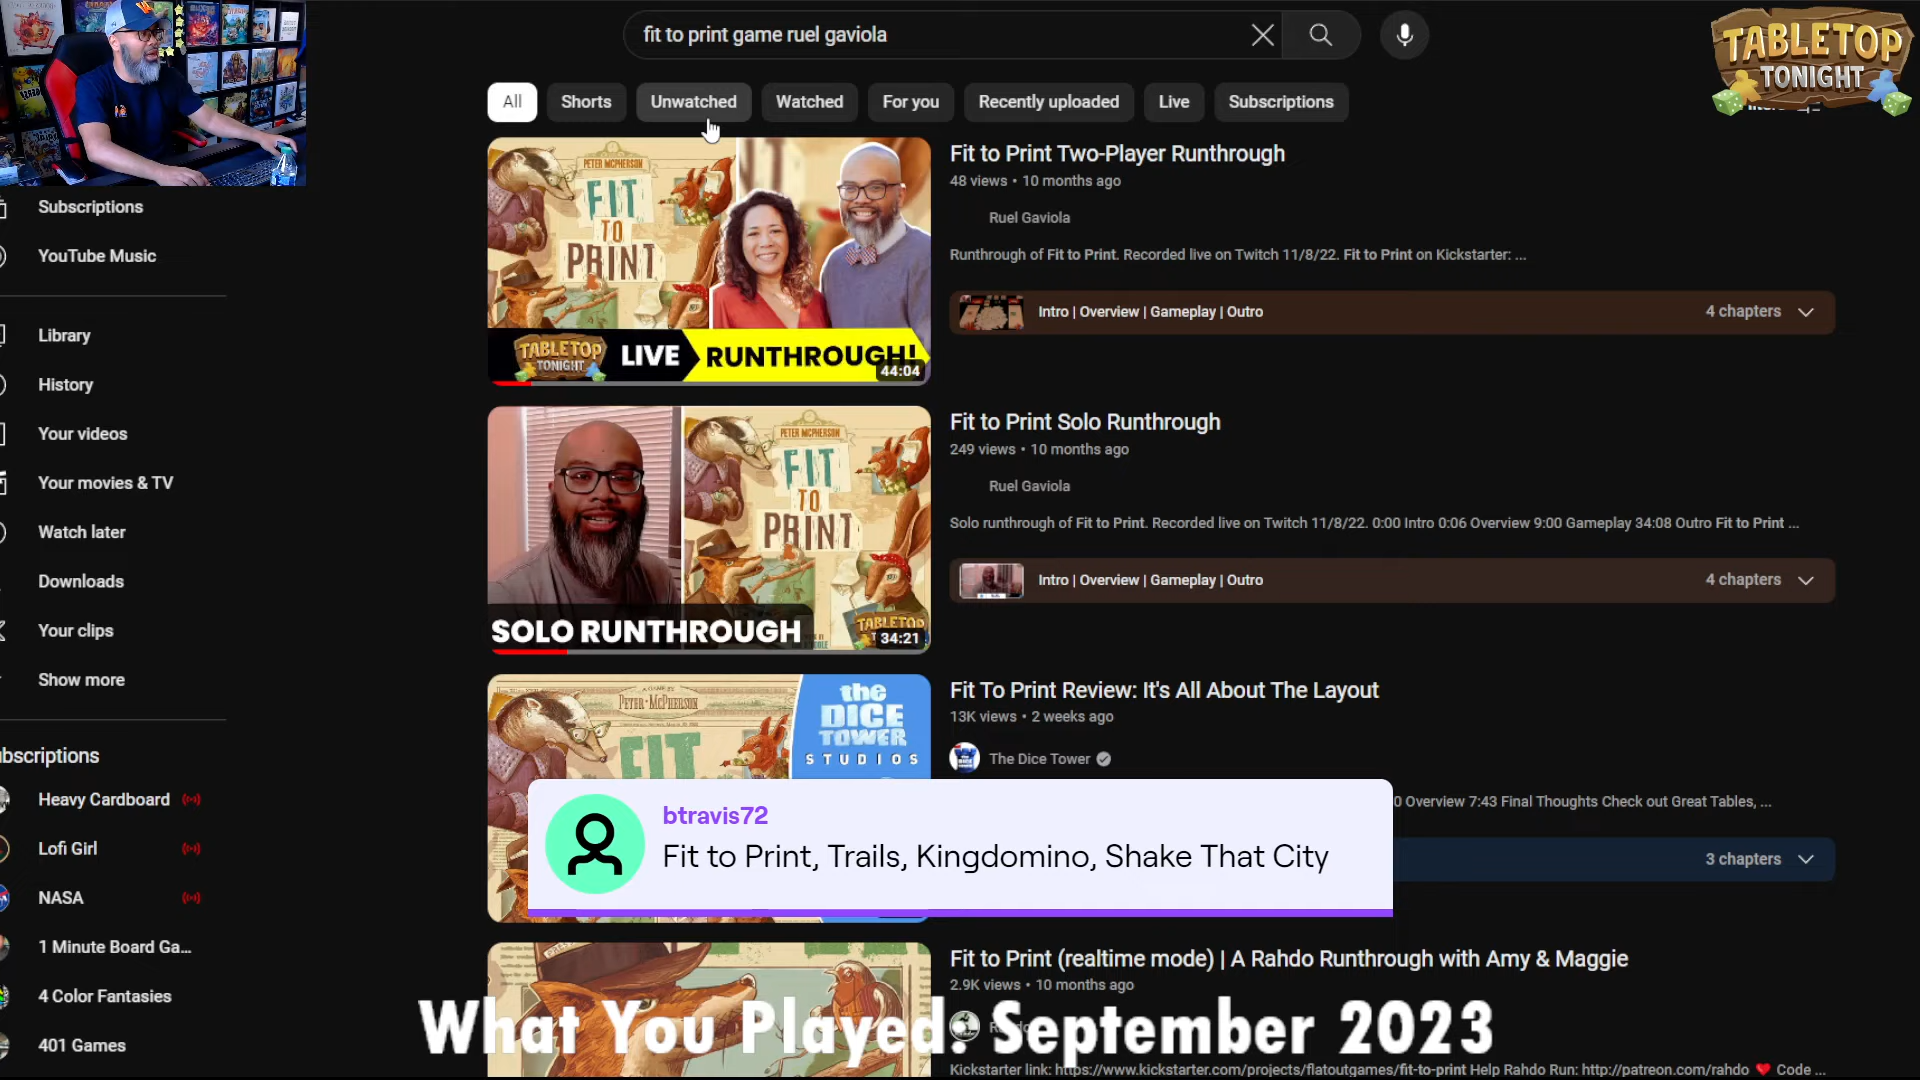 fit to print game ruel gaviola
TABLETOP
TONIGHT
All
Shorts
Unwatched
Watched
For you
Recently uploaded
Live
Subscriptions
Subscriptions
YouTube Music
Library
History
Your videos
Your movies & TV
Watch later
Downloads
Your clips
Show more
bscriptions
Heavy Cardboard
Lofi Girl
NASA
1 Minute Board Ga...
4 Color Fantasies
401 Games
PETER MCPHERSON
FIT
TO
PRINT
TABLETOP
TONIGHT
LIVE
RUNTHROUGH!
44:04
Fit to Print Two-Player Runthrough
48 views • 10 months ago
Ruel Gaviola
Runthrough of Fit to Print. Recorded live on Twitch 11/8/22. Fit to Print on Kickstarter: ...
Intro | Overview | Gameplay | Outro
4 chapters
PETER MCPHERSON
FIT
TO
PRINT
SOLO RUNTHROUGH
TABLETOP
34:21
Fit to Print Solo Runthrough
249 views • 10 months ago
Ruel Gaviola
Solo runthrough of Fit to Print. Recorded live on Twitch 11/8/22. 0:00 Intro 0:06 Overview 9:00 Gameplay 34:08 Outro Fit to Print ...
Intro | Overview | Gameplay | Outro
4 chapters
PETER MCPHERSON
FIT
the
DICE
TOWER
STUDIOS
Fit To Print Review: It's All About The Layout
13K views • 2 weeks ago
The Dice Tower
0 Overview 7:43 Final Thoughts Check out Great Tables, ...
3 chapters
btravis72
Fit to Print, Trails, Kingdomino, Shake That City
Fit to Print (realtime mode) | A Rahdo Runthrough with Amy & Maggie
2.9K views • 10 months ago
What You Played: September 2023
Kickstarter link: https://www.kickstarter.com/projects/flatoutgames/fit-to-print Help Rahdo Run: http://patreon.com/rahdo ❤ Code ...